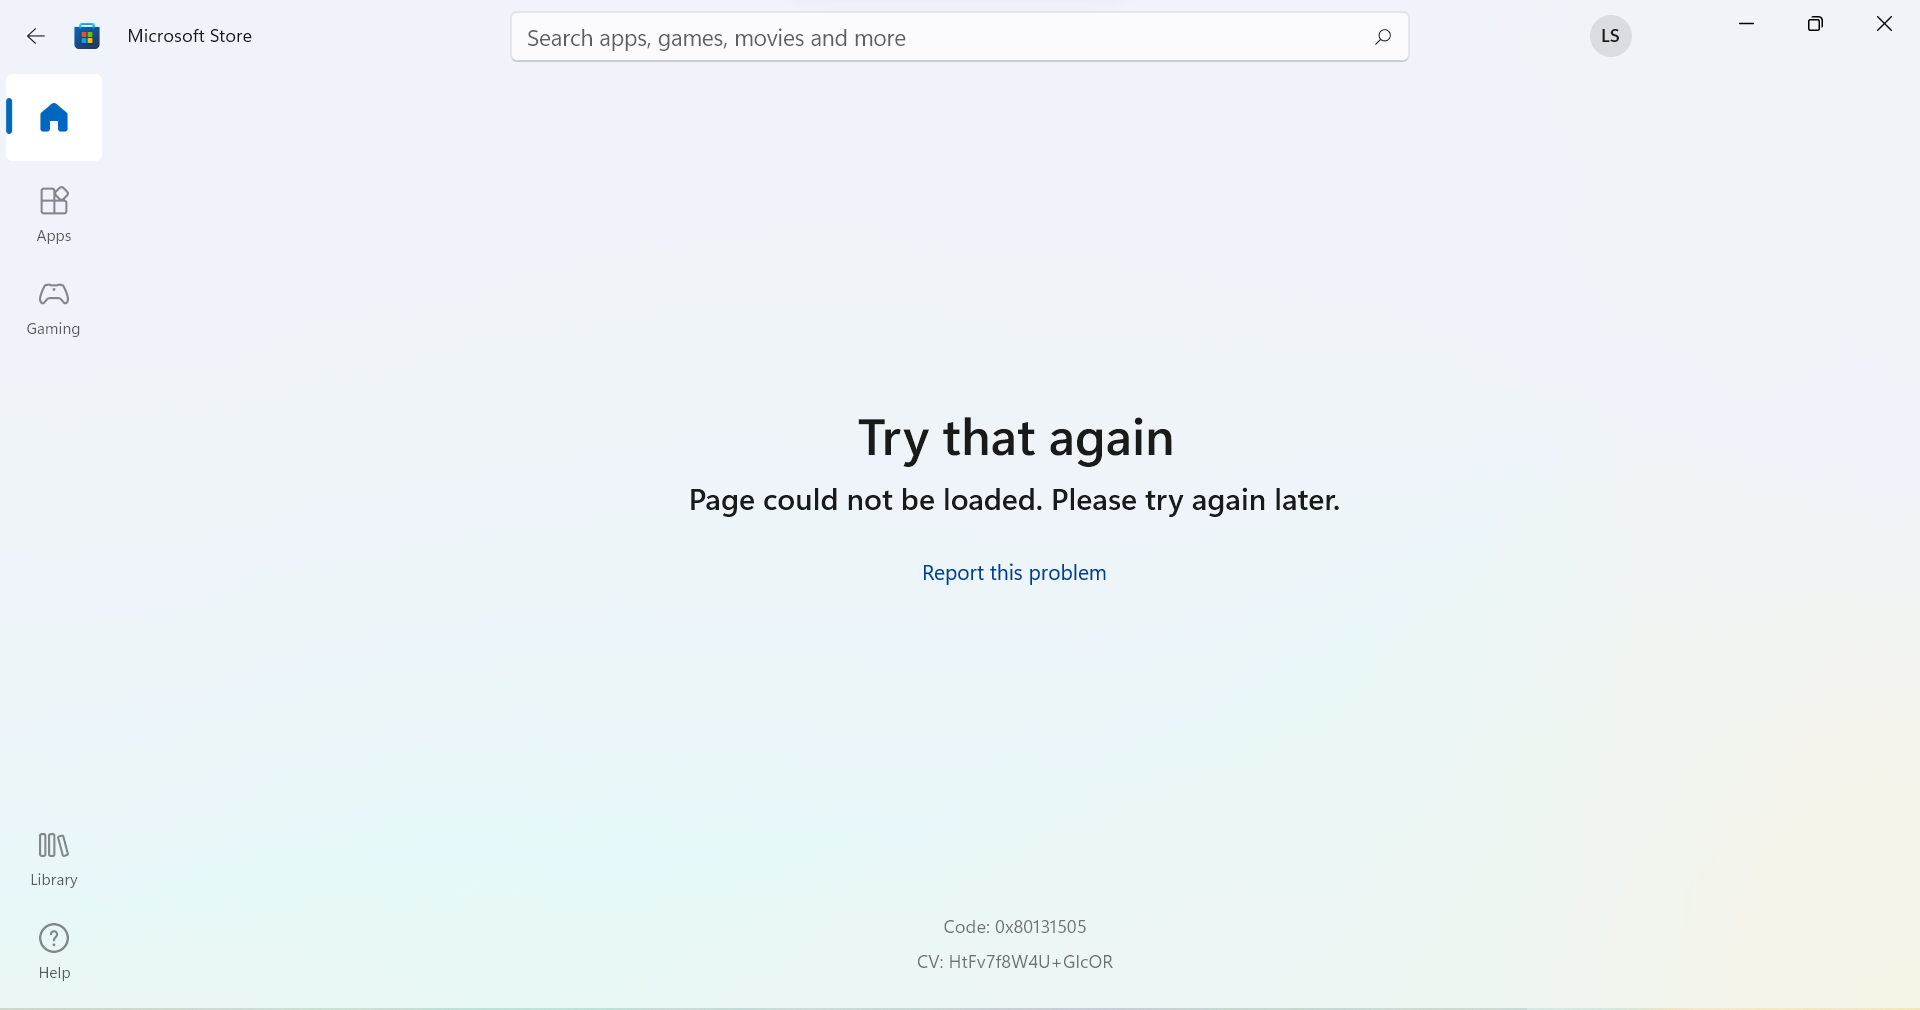 Microsoft Store
Search apps, games, movies and more
LS
Apps
Gaming
Try that again
Page could not be loaded. Please try again later.
Report this problem
Library
Help
Code: 0x80131505
CV: HtFv7f8W4U+GlcOR